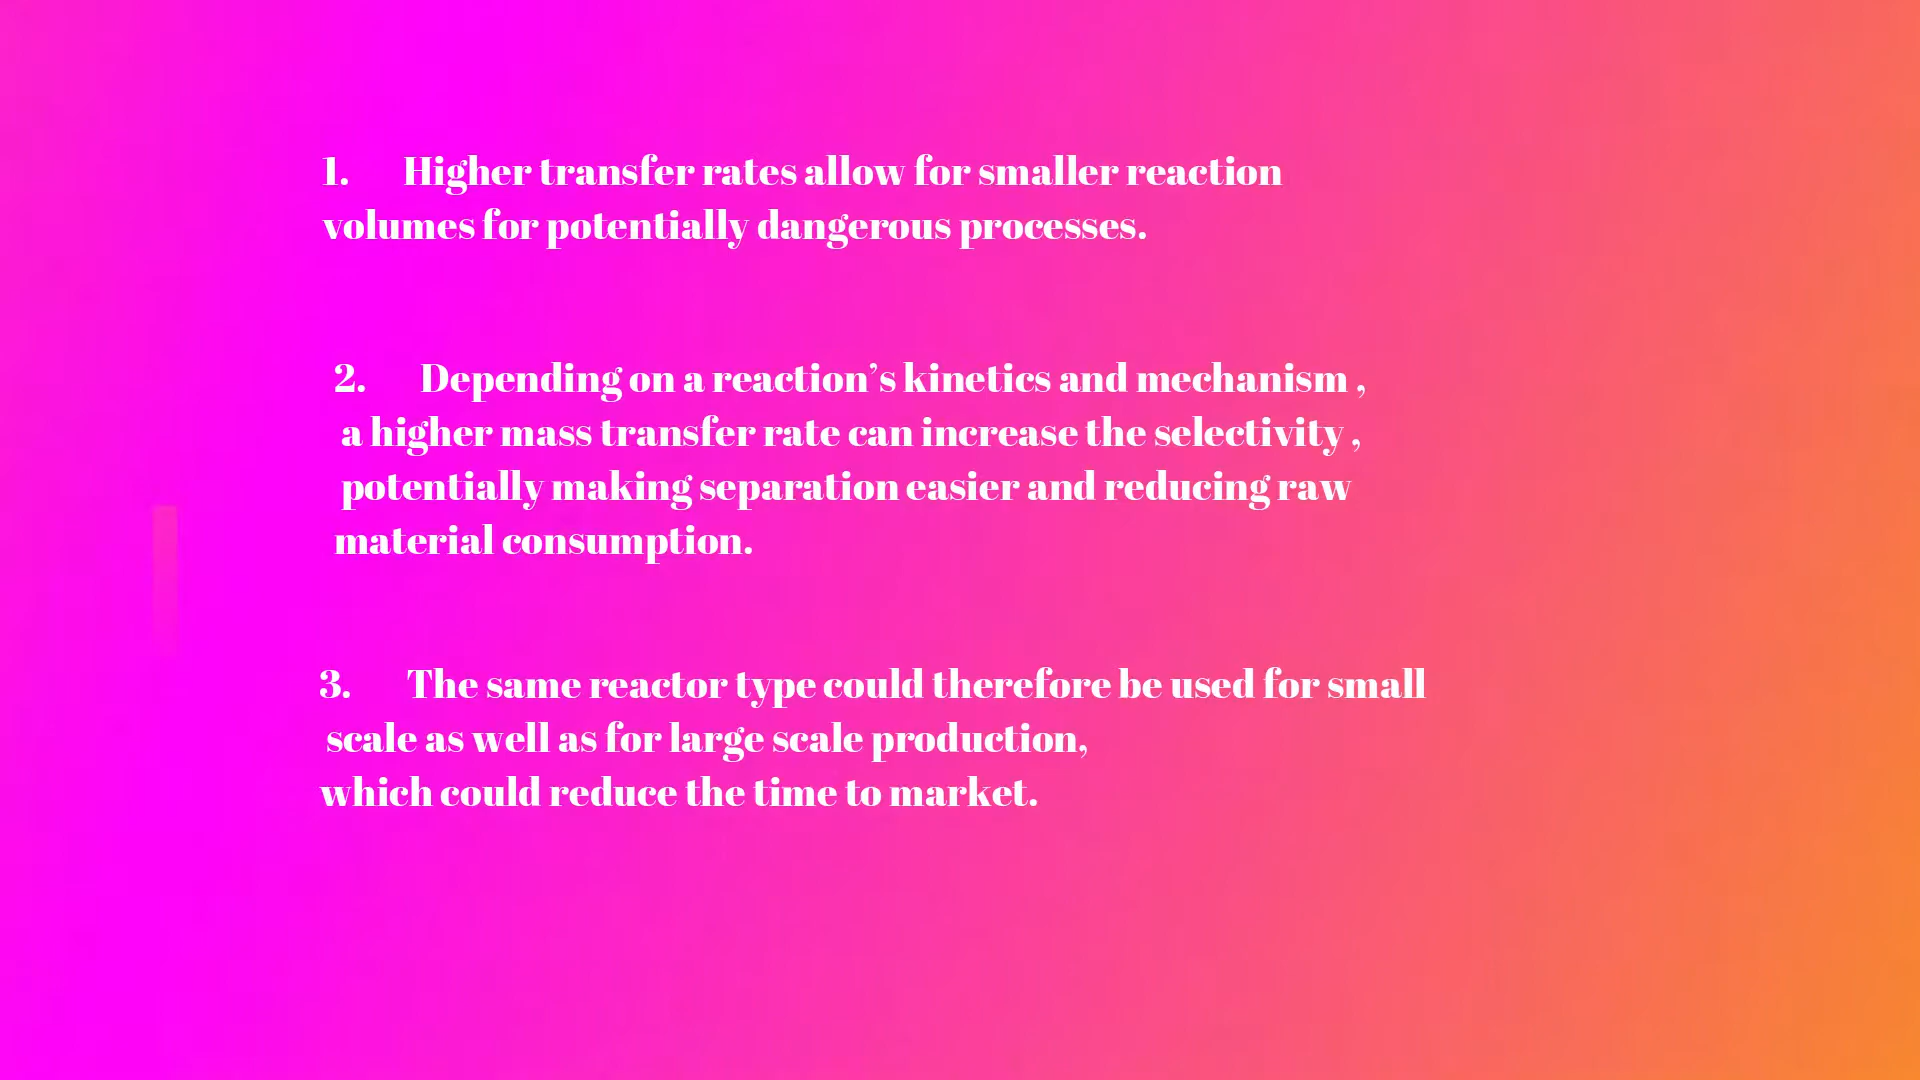 1. Higher transfer rates allow for smaller reaction
volumes for potentially dangerous processes.
2. Depending on a reaction’s kinetics and mechanism ,
a higher mass transfer rate can increase the selectivity ,
potentially making separation easier and reducing raw
material consumption.
3. The same reactor type could therefore be used for small
scale as well as for large scale production,
which could reduce the time to market.